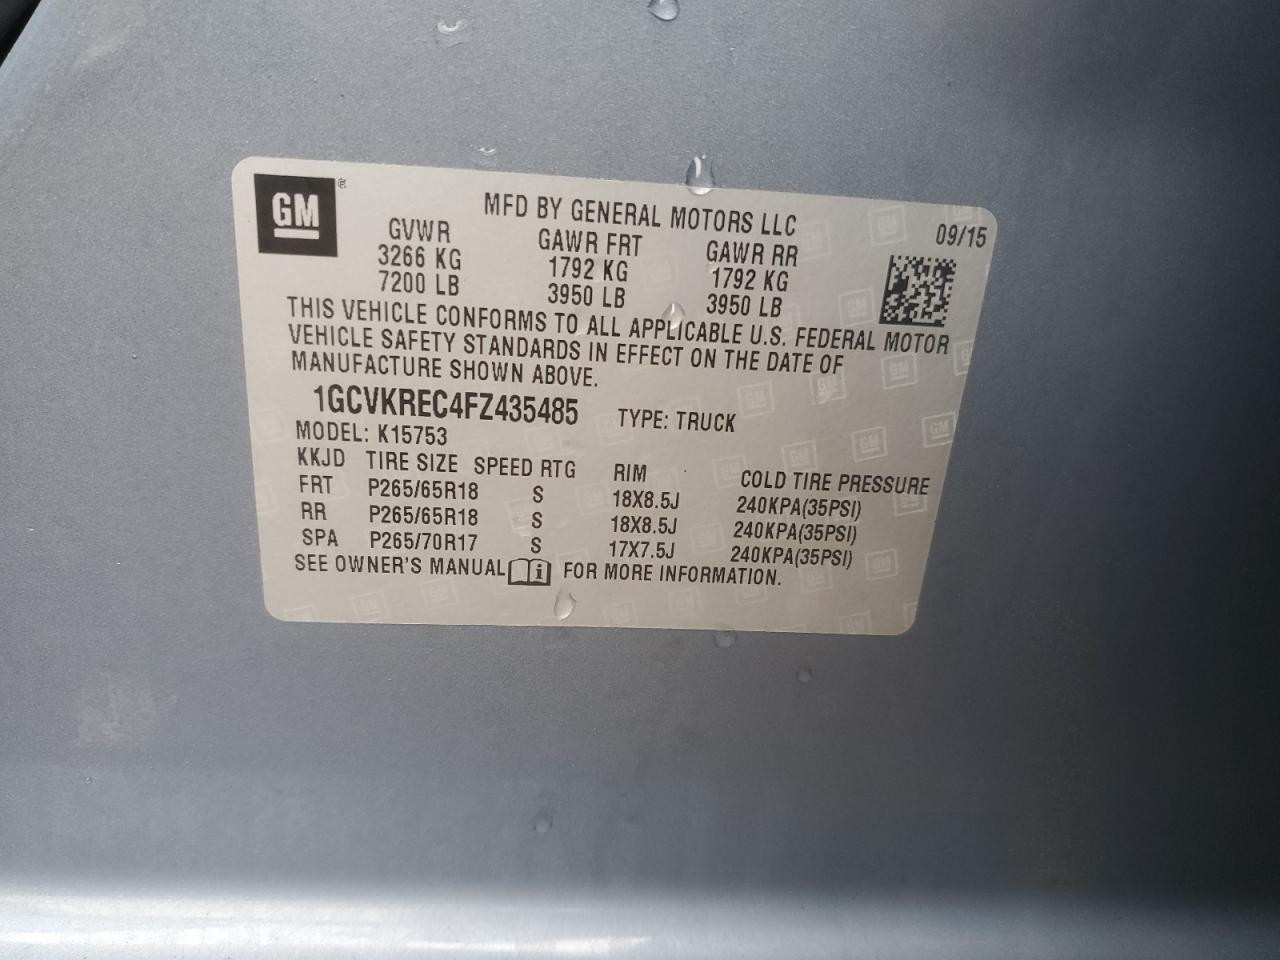 GM ®
MFD BY GENERAL MOTORS LLC
09/15
GVWR GAWR FRT GAWR RR
3266 KG 1792 KG 1792 KG
7200 LB 3950 LB 3950 LB
THIS VEHICLE CONFORMS TO ALL APPLICABLE U.S. FEDERAL MOTOR
VEHICLE SAFETY STANDARDS IN EFFECT ON THE DATE OF
MANUFACTURE SHOWN ABOVE.
1GCVKREC4FZ435485 TYPE: TRUCK
MODEL: K15753
KKJD TIRE SIZE SPEED RTG RIM COLD TIRE PRESSURE
FRT P265/65R18 S 18X8.5J 240KPA(35PSI)
RR P265/65R18 S 18X8.5J 240KPA(35PSI)
SPA P265/70R17 S 17X7.5J 240KPA(35PSI)
SEE OWNER'S MANUAL i FOR MORE INFORMATION.